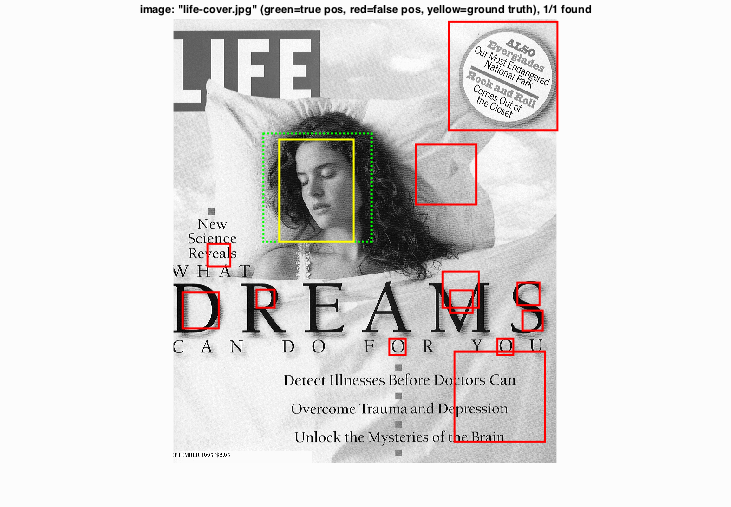 image: "life-cover.jpg" (green=true pos, red=false pos, yellow=ground truth), 1/1 found
LIFE
ALSO
Everglades
Our Most Endangered
National Park
Rock and Roll
Comes Out of
the Closet
New
Science
Reveals
WHAT
DREAMS
CAN DO FOR YOU
Detect Illnesses Before Doctors Can
Overcome Trauma and Depression
Unlock the Mysteries of the Brain